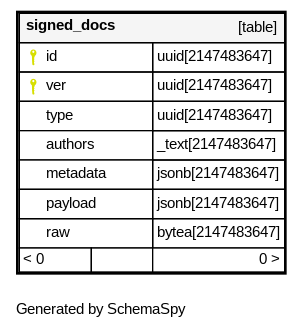 signed_docs [table]
id uuid[2147483647]
ver uuid[2147483647]
type uuid[2147483647]
authors _text[2147483647]
metadata jsonb[2147483647]
payload jsonb[2147483647]
raw bytea[2147483647]
< 0 0 >
Generated by SchemaSpy